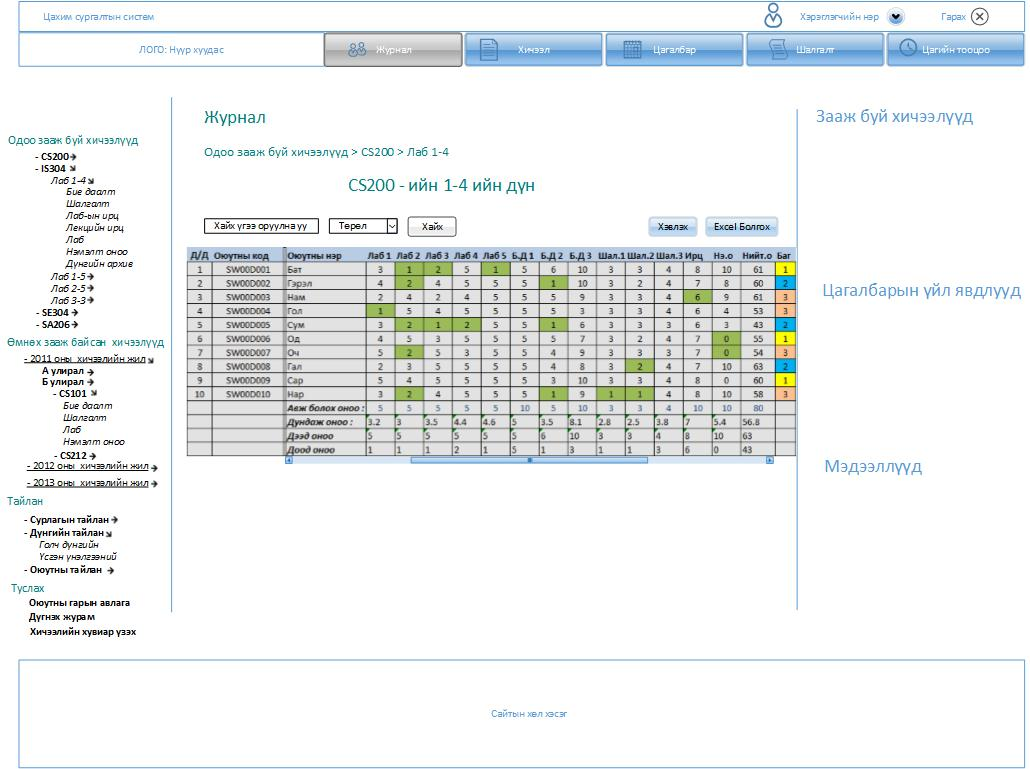 Цахим сургалтын систем
Хэрэглэгчийн нэр
Гарах
ЛОГО: Нүүр хуудас
Журнал
Хичээл
Цагалбар
Шалгалт
Цагийн тооцоо
Одоо зааж буй хичээлүүд
- CS200
- IS304
Лаб 1-4
Бие даалт
Шалгалт
Лаб-ын ирц
Лекцийн ирц
Лаб
Нэмэлт оноо
Дүнгийн архив
Лаб 1-5
Лаб 2-5
Лаб 3-3
- SE304
- SA206
Өмнөх зааж байсан хичээлүүд
- 2011 оны хичээлийн жил
А улирал
Б улирал
- CS101
Бие даалт
Шалгалт
Лаб
Нэмэлт оноо
- CS212
- 2012 оны хичээлийн жил
- 2013 оны хичээлийн жил
Тайлан
- Сурлагын тайлан
- Дүнгийн тайлан
Голч дүнгийн
Үсгэн үнэлгээний
- Оюутны тайлан
Туслах
Оюутны гарын авлага
Дүгнэх журам
Хичээлийн хувиар үзэх
Журнал
Одоо зааж буй хичээлүүд > CS200 > Лаб 1-4
CS200 - ийн 1-4 ийн дүн
Хайх үгээ оруулна уу
Төрөл
Хайх
Хэвлэх
Excel Болгох
Д/Д Оюутны код Оюутны нэр Лаб 1 Лаб 2 Лаб 3 Лаб 4 Лаб 5 Б.Д 1 Б.Д 2 Б.Д 3 Шал.1 Шал.2 Шал.3 Ирц Нэ.о Нийт.о Баг
1 SW00D001 Бат 3 1 2 5 1 5 6 10 3 3 4 8 10 61 1
2 SW00D002 Гэрэл 4 2 4 5 5 5 1 10 3 2 4 7 8 60 2
3 SW00D003 Нам 2 4 2 4 5 5 5 9 3 3 4 6 9 61 3
4 SW00D004 Гол 1 5 4 5 5 5 5 3 3 3 4 6 4 53 3
5 SW00D005 Сүм 3 2 1 2 5 5 1 6 3 3 3 6 3 43 2
6 SW00D006 Од 4 5 3 5 5 5 5 7 3 2 4 7 0 55 1
7 SW00D007 Оч 5 2 5 3 5 5 4 9 3 3 3 7 0 54 3
8 SW00D008 Гал 2 3 5 5 5 5 4 8 3 2 4 7 10 63 2
9 SW00D009 Сар 5 4 5 5 5 5 3 10 3 3 4 8 0 60 1
10 SW00D010 Нар 3 2 4 5 5 5 1 9 1 1 4 8 10 58 3
Авж болох оноо : 5 5 5 5 5 10 5 10 3 3 4 10 10 80
Дундаж оноо : 3.2 3 3.5 4.4 4.6 5 3.5 8.1 2.8 2.5 3.8 7 5.4 56.8
Дээд оноо 5 5 5 5 5 5 6 10 3 3 4 8 10 63
Доод оноо 1 1 1 2 1 5 1 3 1 1 3 6 0 43
Зааж буй хичээлүүд
Цагалбарын үйл явдлууд
Мэдээллүүд
Сайтын хөл хэсэг